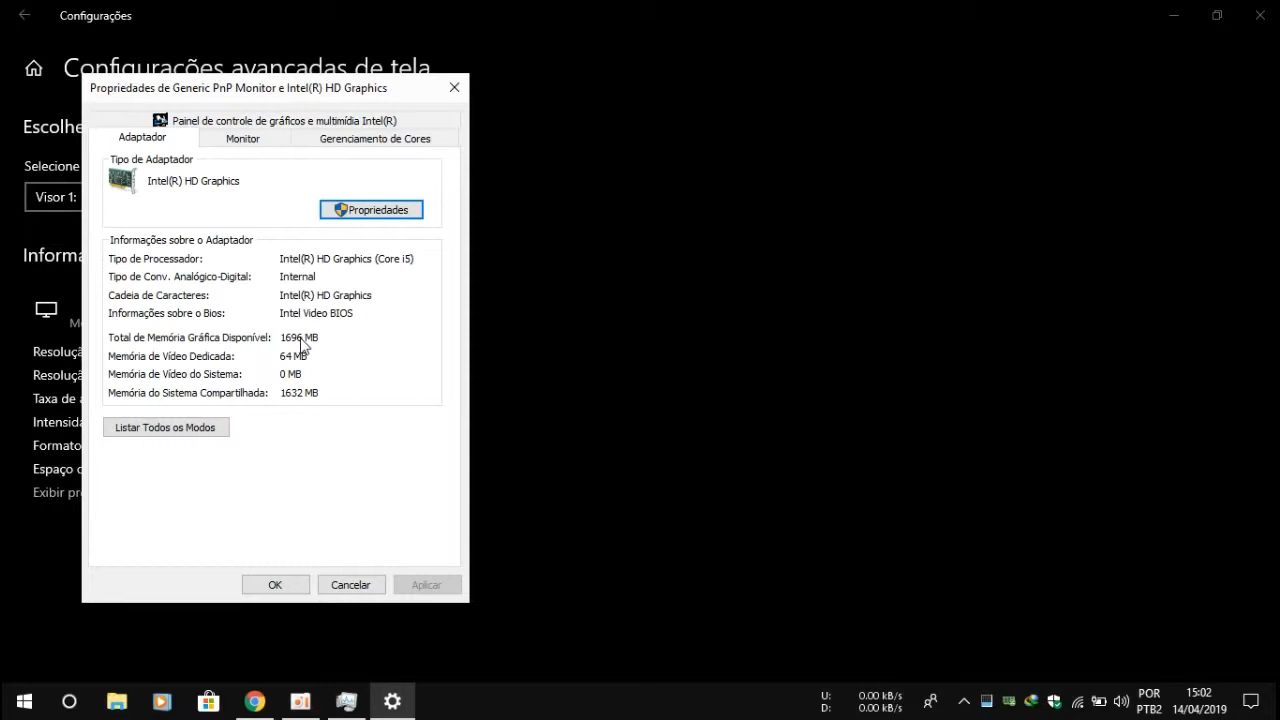 Configurações
Configurações avançadas de tela
Propriedades de Generic PnP Monitor e Intel(R) HD Graphics
Painel de controle de gráficos e multimídia Intel(R)
Adaptador Monitor Gerenciamento de Cores
Tipo de Adaptador
Intel(R) HD Graphics
Propriedades
Informações sobre o Adaptador
Tipo de Processador: Intel(R) HD Graphics (Core i5)
Tipo de Conv. Analógico-Digital: Internal
Cadeia de Caracteres: Intel(R) HD Graphics
Informações sobre o Bios: Intel Video BIOS
Total de Memória Gráfica Disponível: 1696 MB
Memória de Vídeo Dedicada: 64 MB
Memória de Vídeo do Sistema: 0 MB
Memória do Sistema Compartilhada: 1632 MB
Listar Todos os Modos
OK Cancelar Aplicar
Escolhe
Selecione
Visor 1:
Informa
Resoluç
Resoluç
Taxa de
Intensida
Formato
Espaço
Exibir
U: 0.00 kB/s
D: 0.00 kB/s
POR
PTB2
15:02
14/04/2019